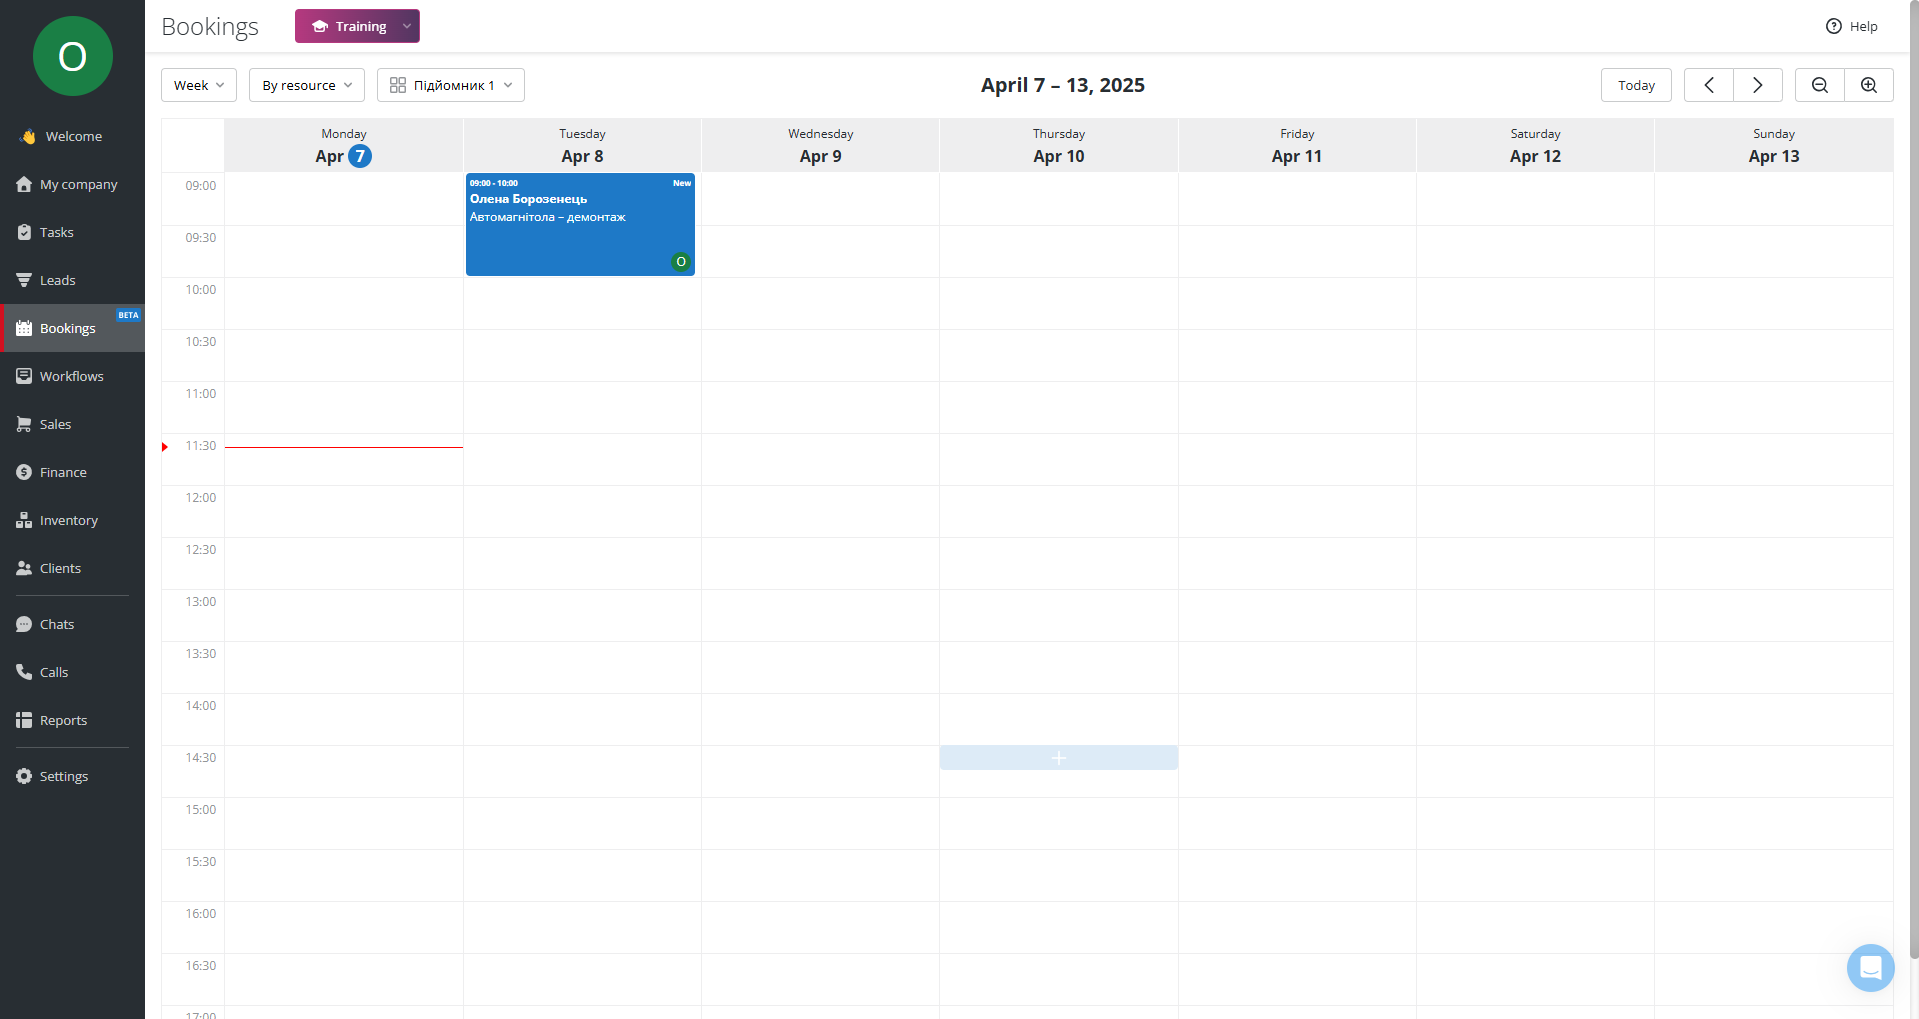 O
Welcome
My company
Tasks
Leads
Bookings
BETA
Workflows
Sales
Finance
Inventory
Clients
Chats
Calls
Reports
Settings
Bookings
Training
Help
Week
By resource
Підйомник 1
April 7 – 13, 2025
Today
Monday
Apr 7
Tuesday
Apr 8
Wednesday
Apr 9
Thursday
Apr 10
Friday
Apr 11
Saturday
Apr 12
Sunday
Apr 13
09:00
09:00 - 10:00 New
Олена Борозенець
Автомагнітола – демонтаж
O
09:30
10:00
10:30
11:00
11:30
12:00
12:30
13:00
13:30
14:00
14:30
15:00
15:30
16:00
16:30
17:00